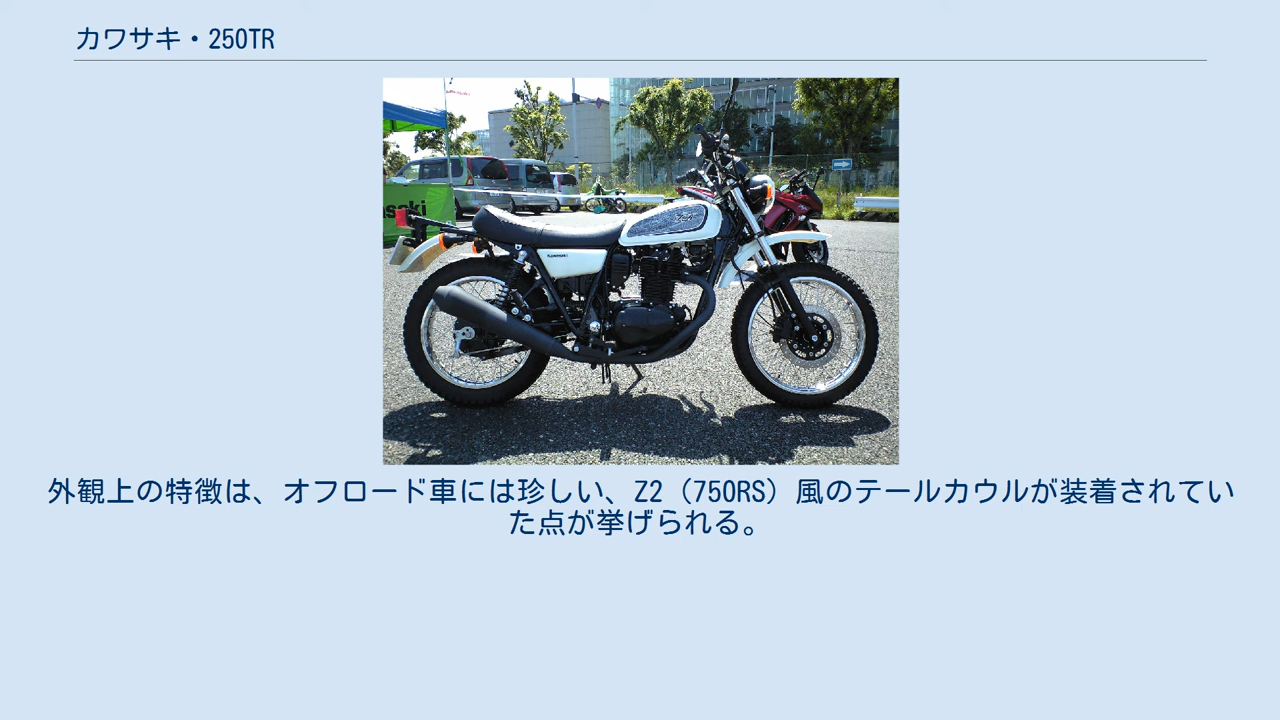 カワサキ・250TR
asaki
Kawasaki
外観上の特徴は、オフロード車には珍しい、Z2（750RS）風のテールカウルが装着されてい
た点が挙げられる。